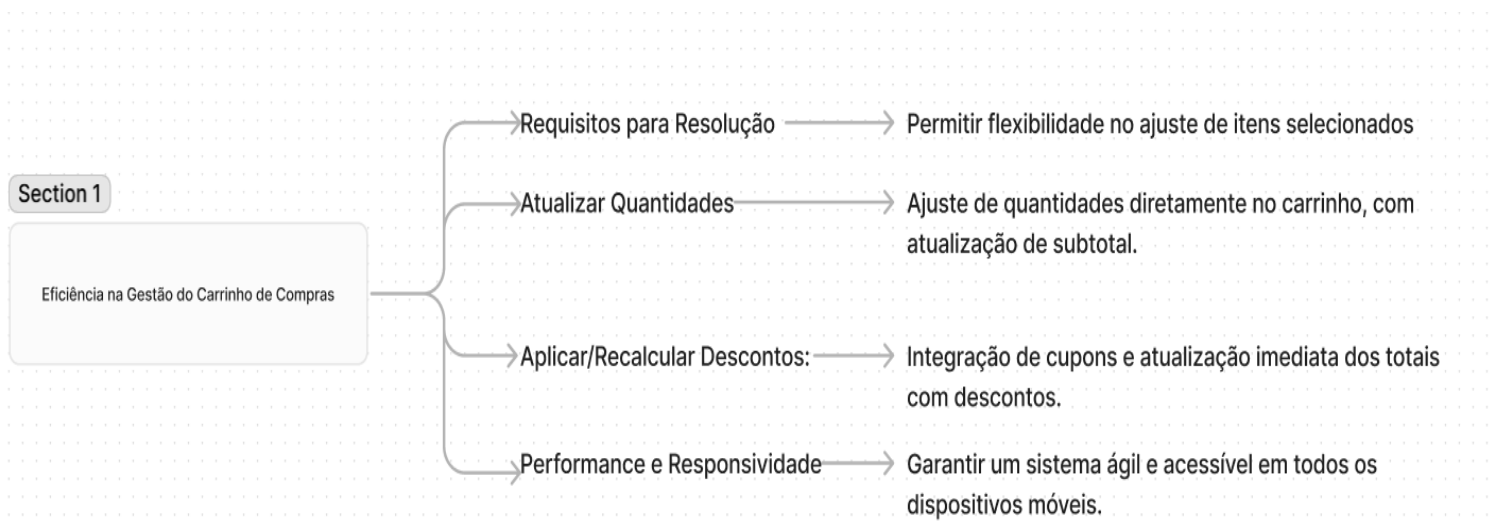 Section 1
Eficiência na Gestão do Carrinho de Compras
Requisitos para Resolução
Permitir flexibilidade no ajuste de itens selecionados
Atualizar Quantidades
Ajuste de quantidades diretamente no carrinho, com
atualização de subtotal.
Aplicar/Recalcular Descontos:
Integração de cupons e atualização imediata dos totais
com descontos.
Performance e Responsividade
Garantir um sistema ágil e acessível em todos os
dispositivos móveis.